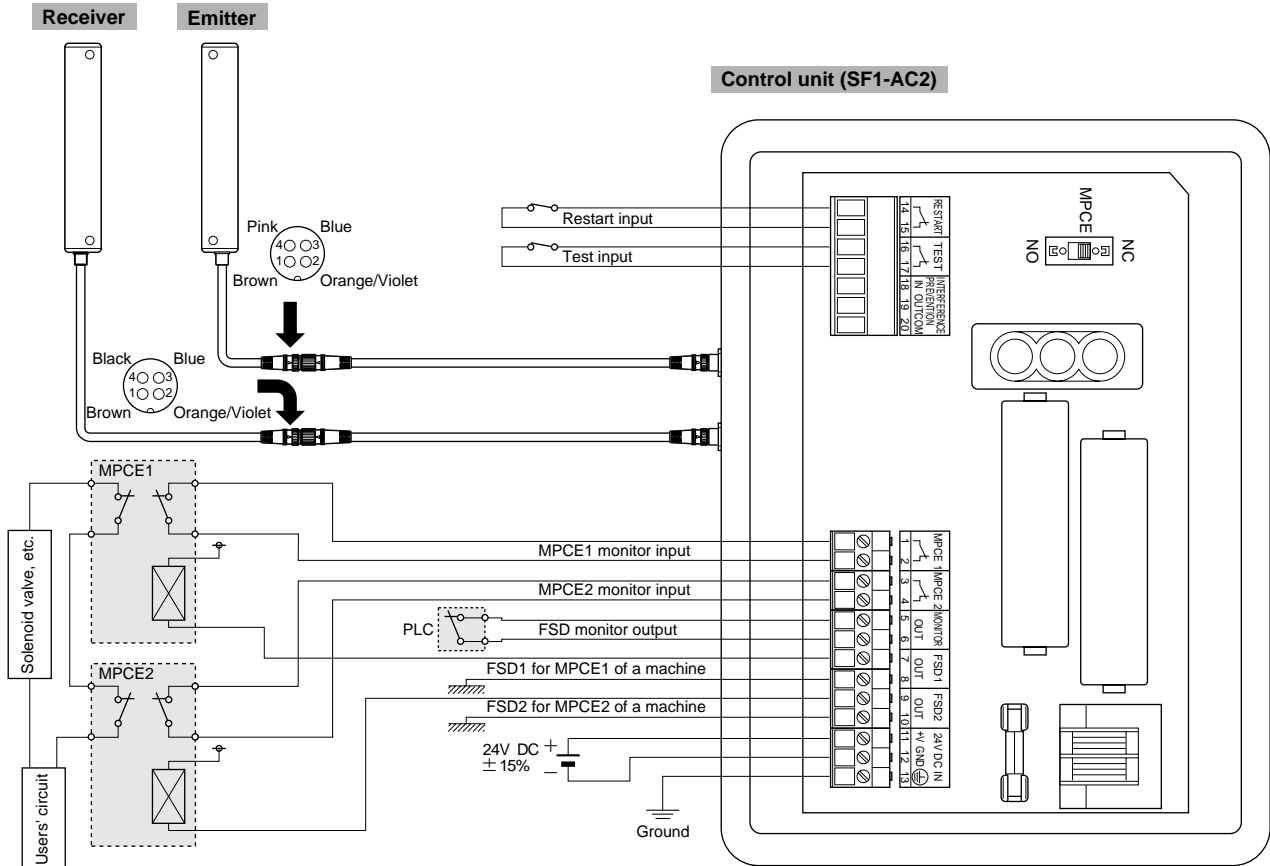 Receiver
Emitter
Control unit (SF1-AC2)
Pink
Blue
4 3
1 2
Brown
Orange/Violet
Black
Blue
4 3
1 2
Brown
Orange/Violet
Restart input
Test input
RESTART
14 15
TEST
16 17
INTERFERENCE
PREVENTION
IN OUT COM
18 19 20
MPCE
NO
NC
MPCE1
MPCE2
Solenoid valve, etc.
Users' circuit
MPCE1 monitor input
MPCE2 monitor input
PLC
FSD monitor output
FSD1 for MPCE1 of a machine
FSD2 for MPCE2 of a machine
24V DC
± 15%
+
−
Ground
MPCE 1
1 2
MPCE 2
3 4
MONITOR
OUT
5 6
FSD1
OUT
7 8
FSD2
OUT
9 10
24V DC IN
+V GND
11 12 13